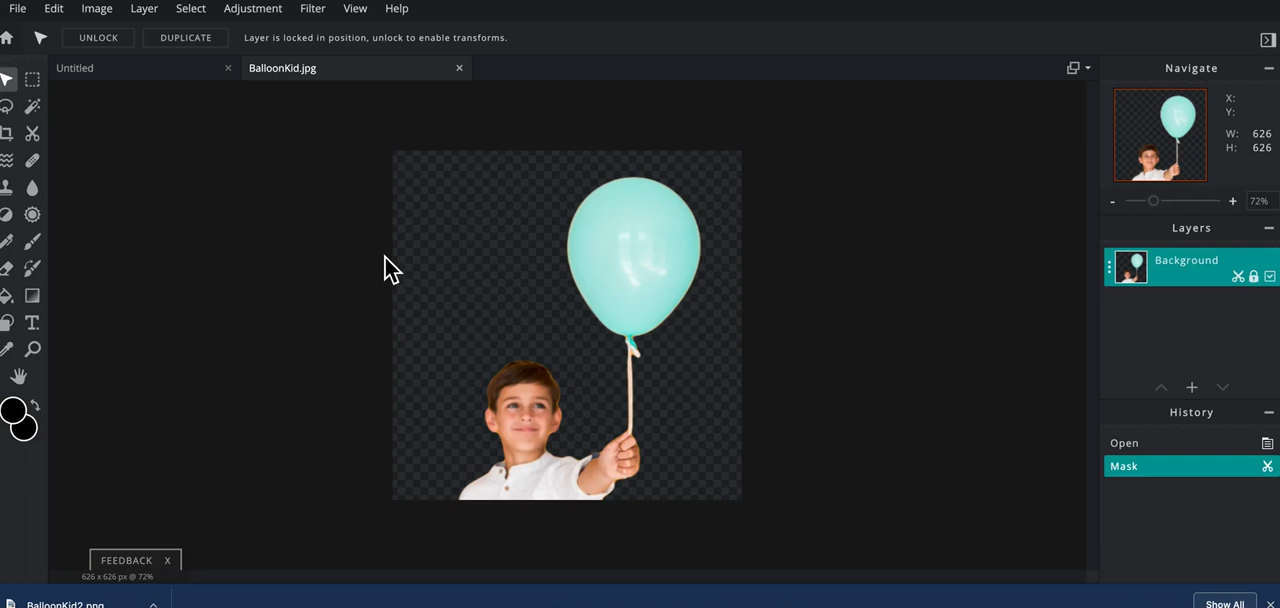 File Edit Image Layer Select Adjustment Filter View Help
UNLOCK DUPLICATE Layer is locked in position, unlock to enable transforms.
Untitled × BalloonKid.jpg ×
Navigate
X:
Y:
W: 626
H: 626
- + 72%
Layers
Background
History
Open
Mask
T
FEEDBACK X
626 x 626 px @ 72%
BalloonKid2.png
Show All ×